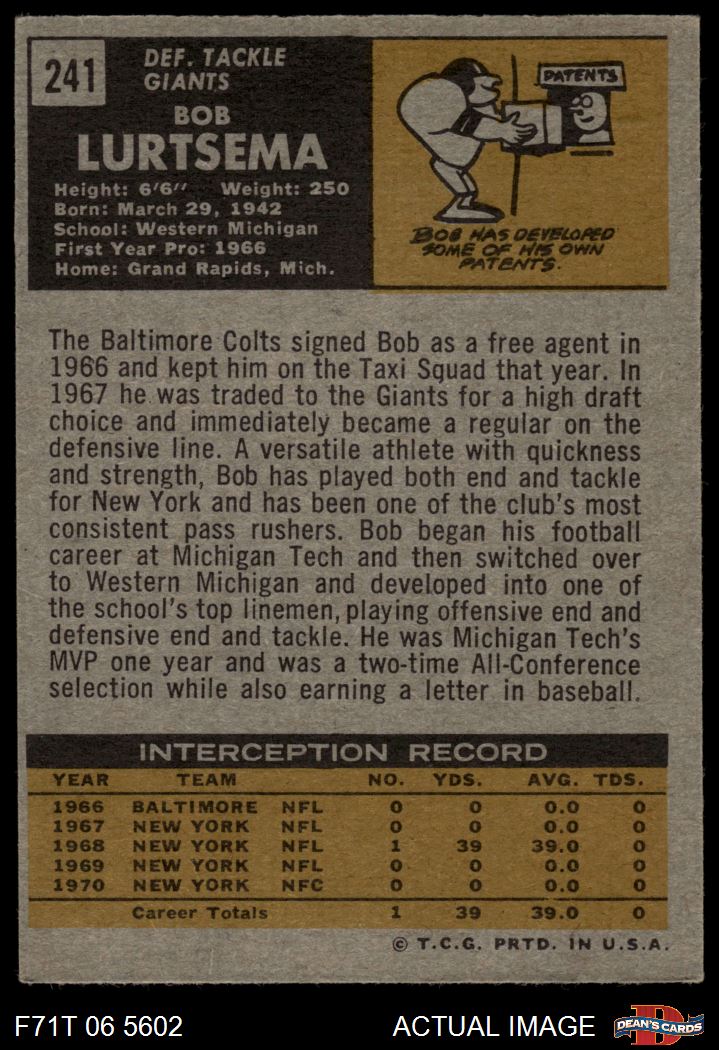 241
DEF. TACKLE
GIANTS
BOB
LURTSEMA
Height: 6'6" Weight: 250
Born: March 29, 1942
School: Western Michigan
First Year Pro: 1966
Home: Grand Rapids, Mich.
PATENTS
BOB HAS DEVELOPED
SOME OF HIS OWN
PATENTS.
The Baltimore Colts signed Bob as a free agent in
1966 and kept him on the Taxi Squad that year. In
1967 he was traded to the Giants for a high draft
choice and immediately became a regular on the
defensive line. A versatile athlete with quickness
and strength, Bob has played both end and tackle
for New York and has been one of the club's most
consistent pass rushers. Bob began his football
career at Michigan Tech and then switched over
to Western Michigan and developed into one of
the school's top linemen, playing offensive end and
defensive end and tackle. He was Michigan Tech's
MVP one year and was a two-time All-Conference
selection while also earning a letter in baseball.
INTERCEPTION RECORD
YEAR TEAM NO. YDS. AVG. TDS.
1966 BALTIMORE NFL 0 0 0.0 0
1967 NEW YORK NFL 0 0 0.0 0
1968 NEW YORK NFL 1 39 39.0 0
1969 NEW YORK NFL 0 0 0.0 0
1970 NEW YORK NFC 0 0 0.0 0
Career Totals 1 39 39.0 0
© T.C.G. PRTD. IN U.S.A.
F71T 06 5602 ACTUAL IMAGE
D
DEAN'S CARDS